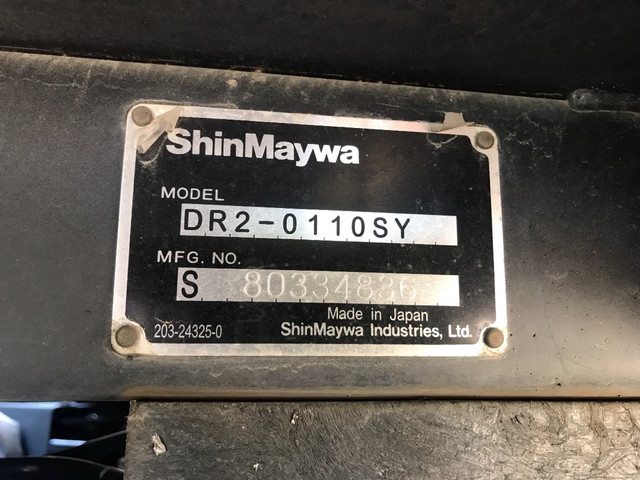 ShinMaywa
MODEL
DR2-0110SY
MFG. NO.
S 80334836
Made in Japan
203-24325-0 ShinMaywa Industries, Ltd.